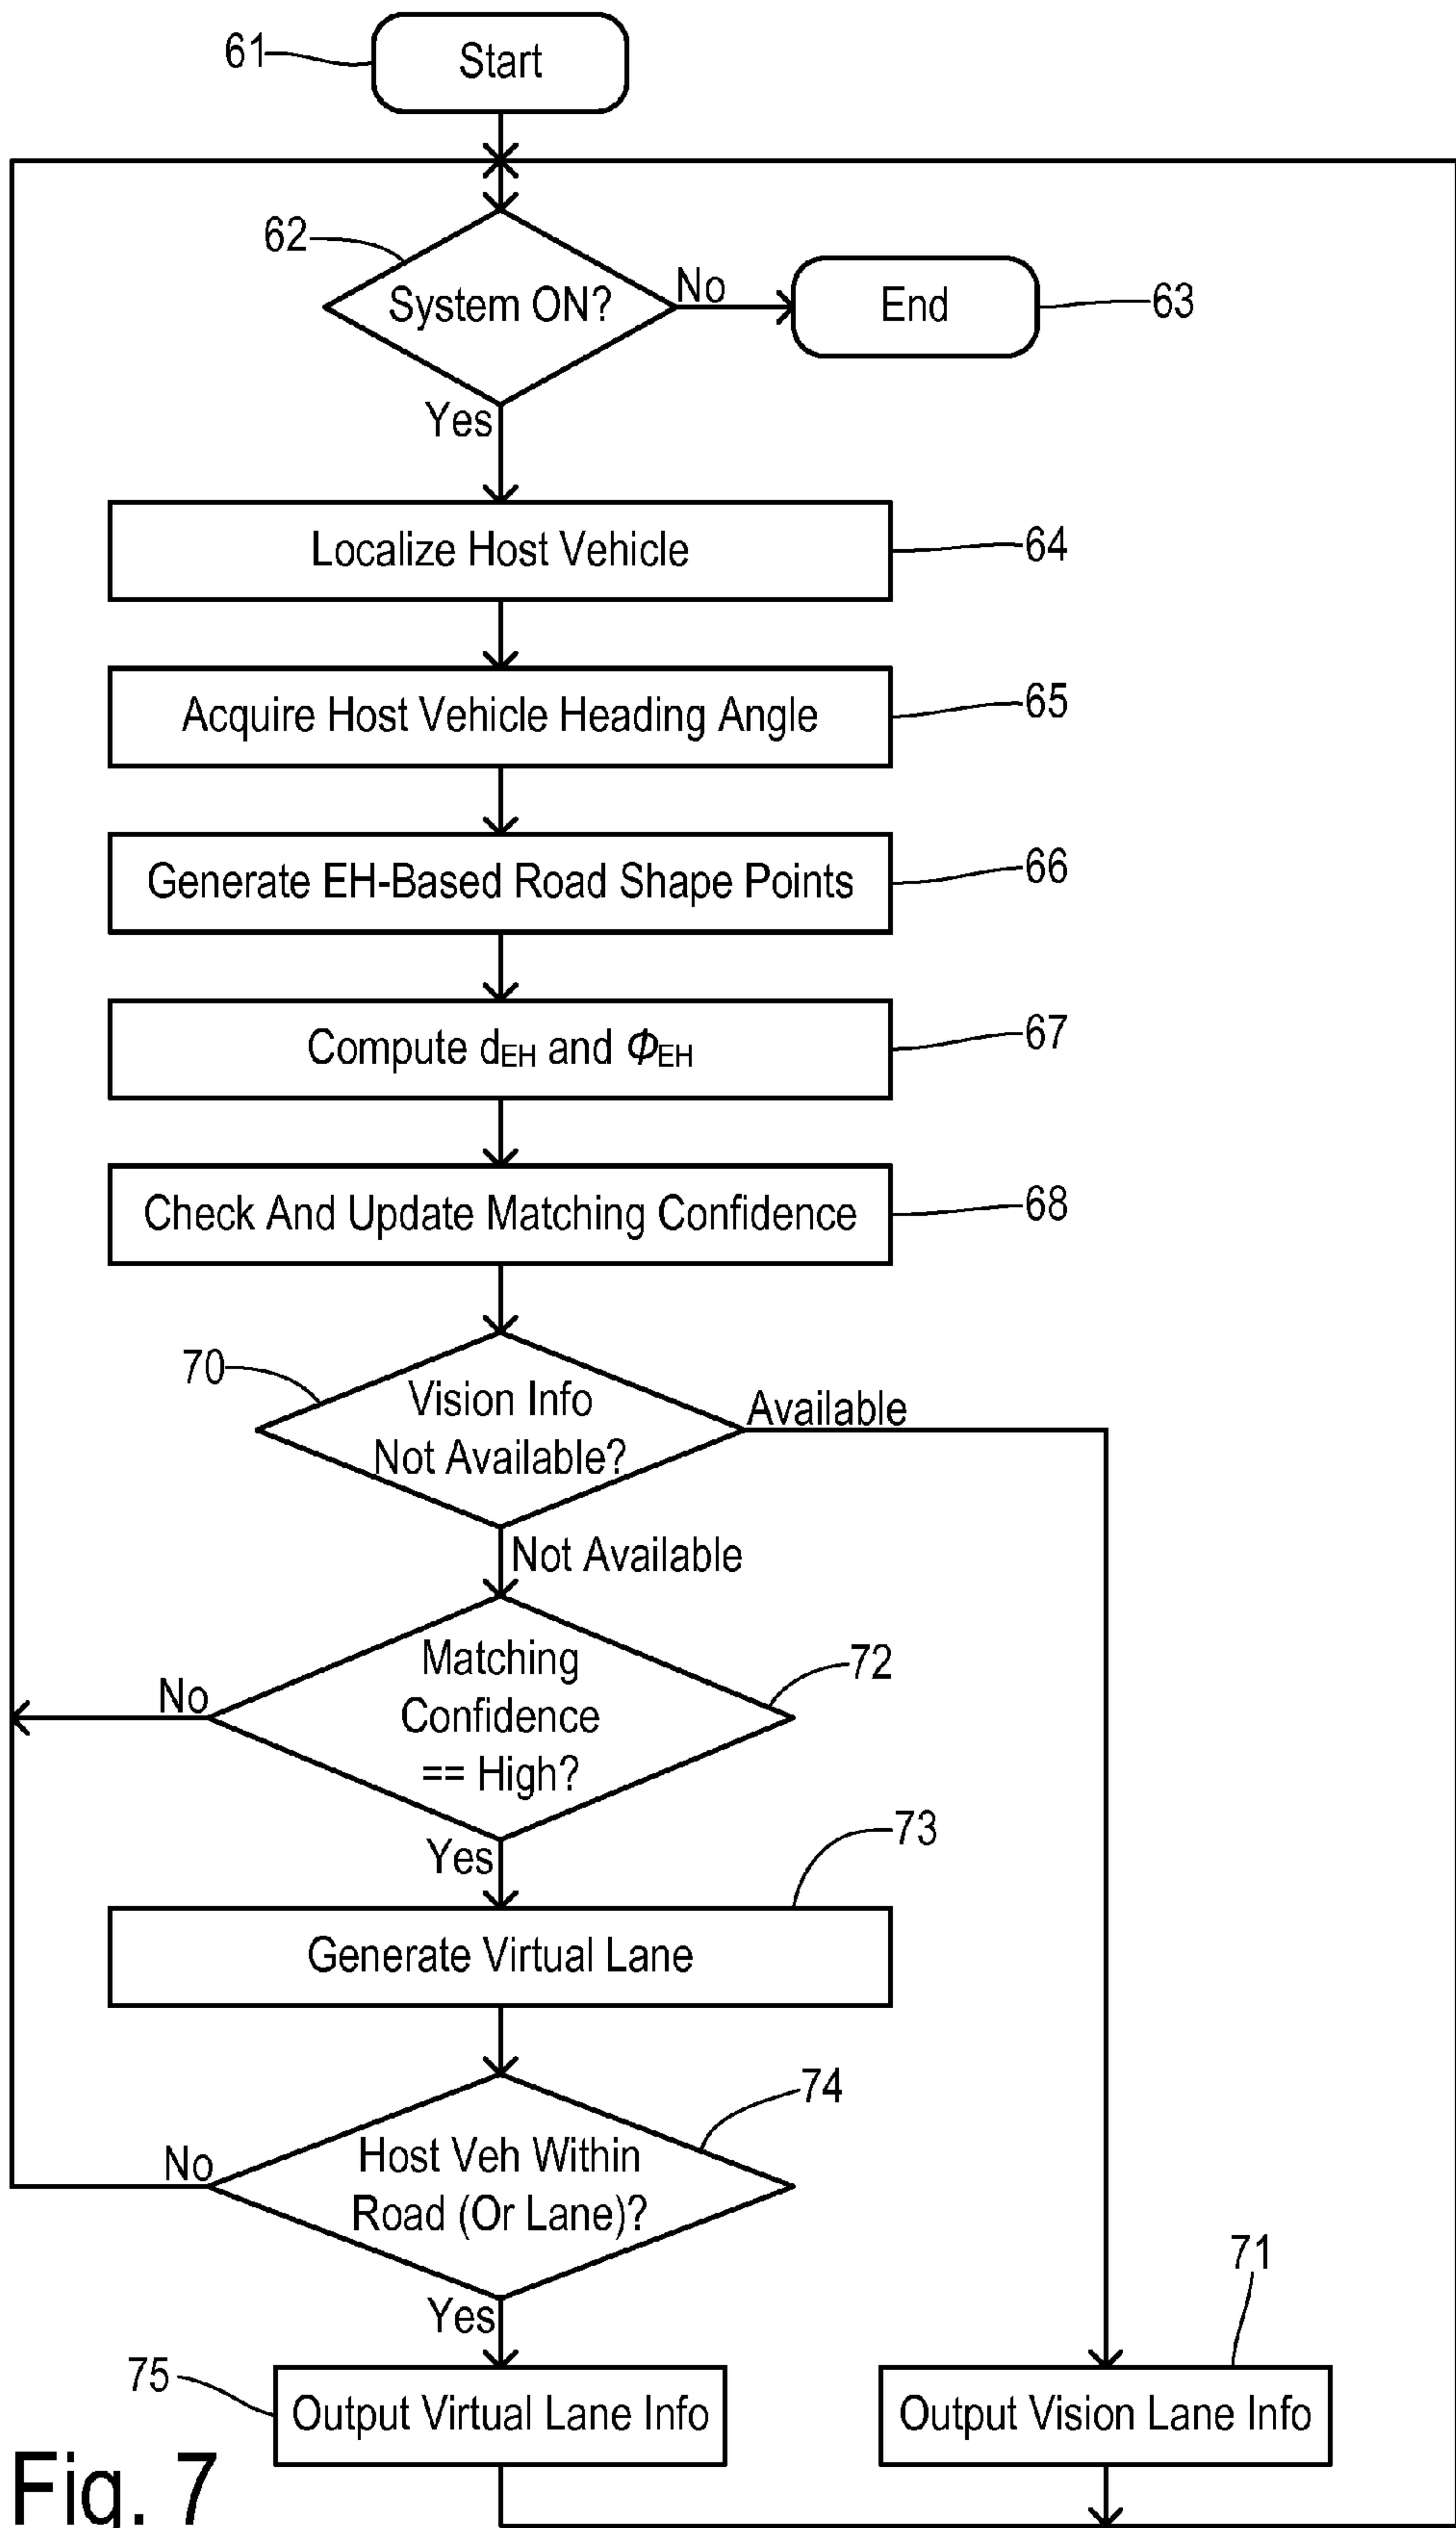 61
Start
62
System ON?
No
End
63
Yes
Localize Host Vehicle
64
Acquire Host Vehicle Heading Angle
65
Generate EH-Based Road Shape Points
66
Compute dEH and ΦEH
67
Check And Update Matching Confidence
68
70
Vision Info
Not Available?
Available
Not Available
Matching
Confidence
== High?
72
No
Yes
73
Generate Virtual Lane
74
Host Veh Within
Road (Or Lane)?
No
Yes
71
75
Output Virtual Lane Info
Output Vision Lane Info
Fig. 7